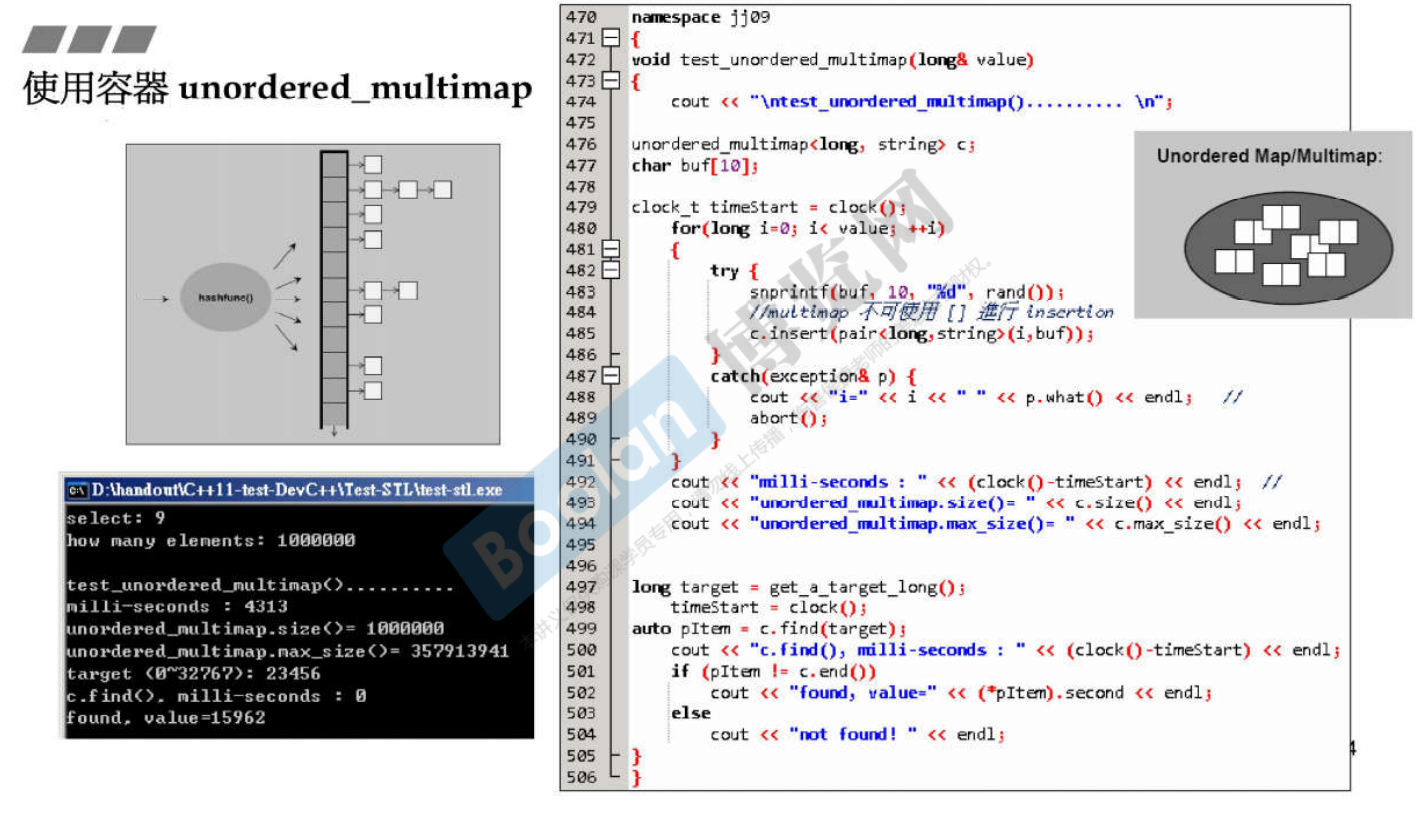 使用容器 unordered_multimap
hashfunc()
D:\handout\C++11-test-DevC++\Test-STL\test-stl.exe
select: 9
how many elements: 1000000
test_unordered_multimap()..........
milli-seconds : 4313
unordered_multimap.size()= 1000000
unordered_multimap.max_size()= 357913941
target (0~32767): 23456
c.find(), milli-seconds : 0
found, value=15962
470 namespace jj09
471 {
472 void test_unordered_multimap(long& value)
473 {
474 cout << "\ntest_unordered_multimap().......... \n";
475
476 unordered_multimap<long, string> c;
477 char buf[10];
478
479 clock_t timeStart = clock();
480 for(long i=0; i< value; ++i)
481 {
482 try {
483 snprintf(buf, 10, "%d", rand());
484 //multimap 不可使用 [] 進行 insertion
485 c.insert(pair<long,string>(i,buf));
486 }
487 catch(exception& p) {
488 cout << "i=" << i << " " << p.what() << endl; //
489 abort();
490 }
491 }
492 cout << "milli-seconds : " << (clock()-timeStart) << endl; //
493 cout << "unordered_multimap.size()= " << c.size() << endl;
494 cout << "unordered_multimap.max_size()= " << c.max_size() << endl;
495
496
497 long target = get_a_target_long();
498 timeStart = clock();
499 auto pItem = c.find(target);
500 cout << "c.find(), milli-seconds : " << (clock()-timeStart) << endl;
501 if (pItem != c.end())
502 cout << "found, value=" << (*pItem).second << endl;
503 else
504 cout << "not found! " << endl;
505 }
506 }
Unordered Map/Multimap:
Boolan 博览网
4